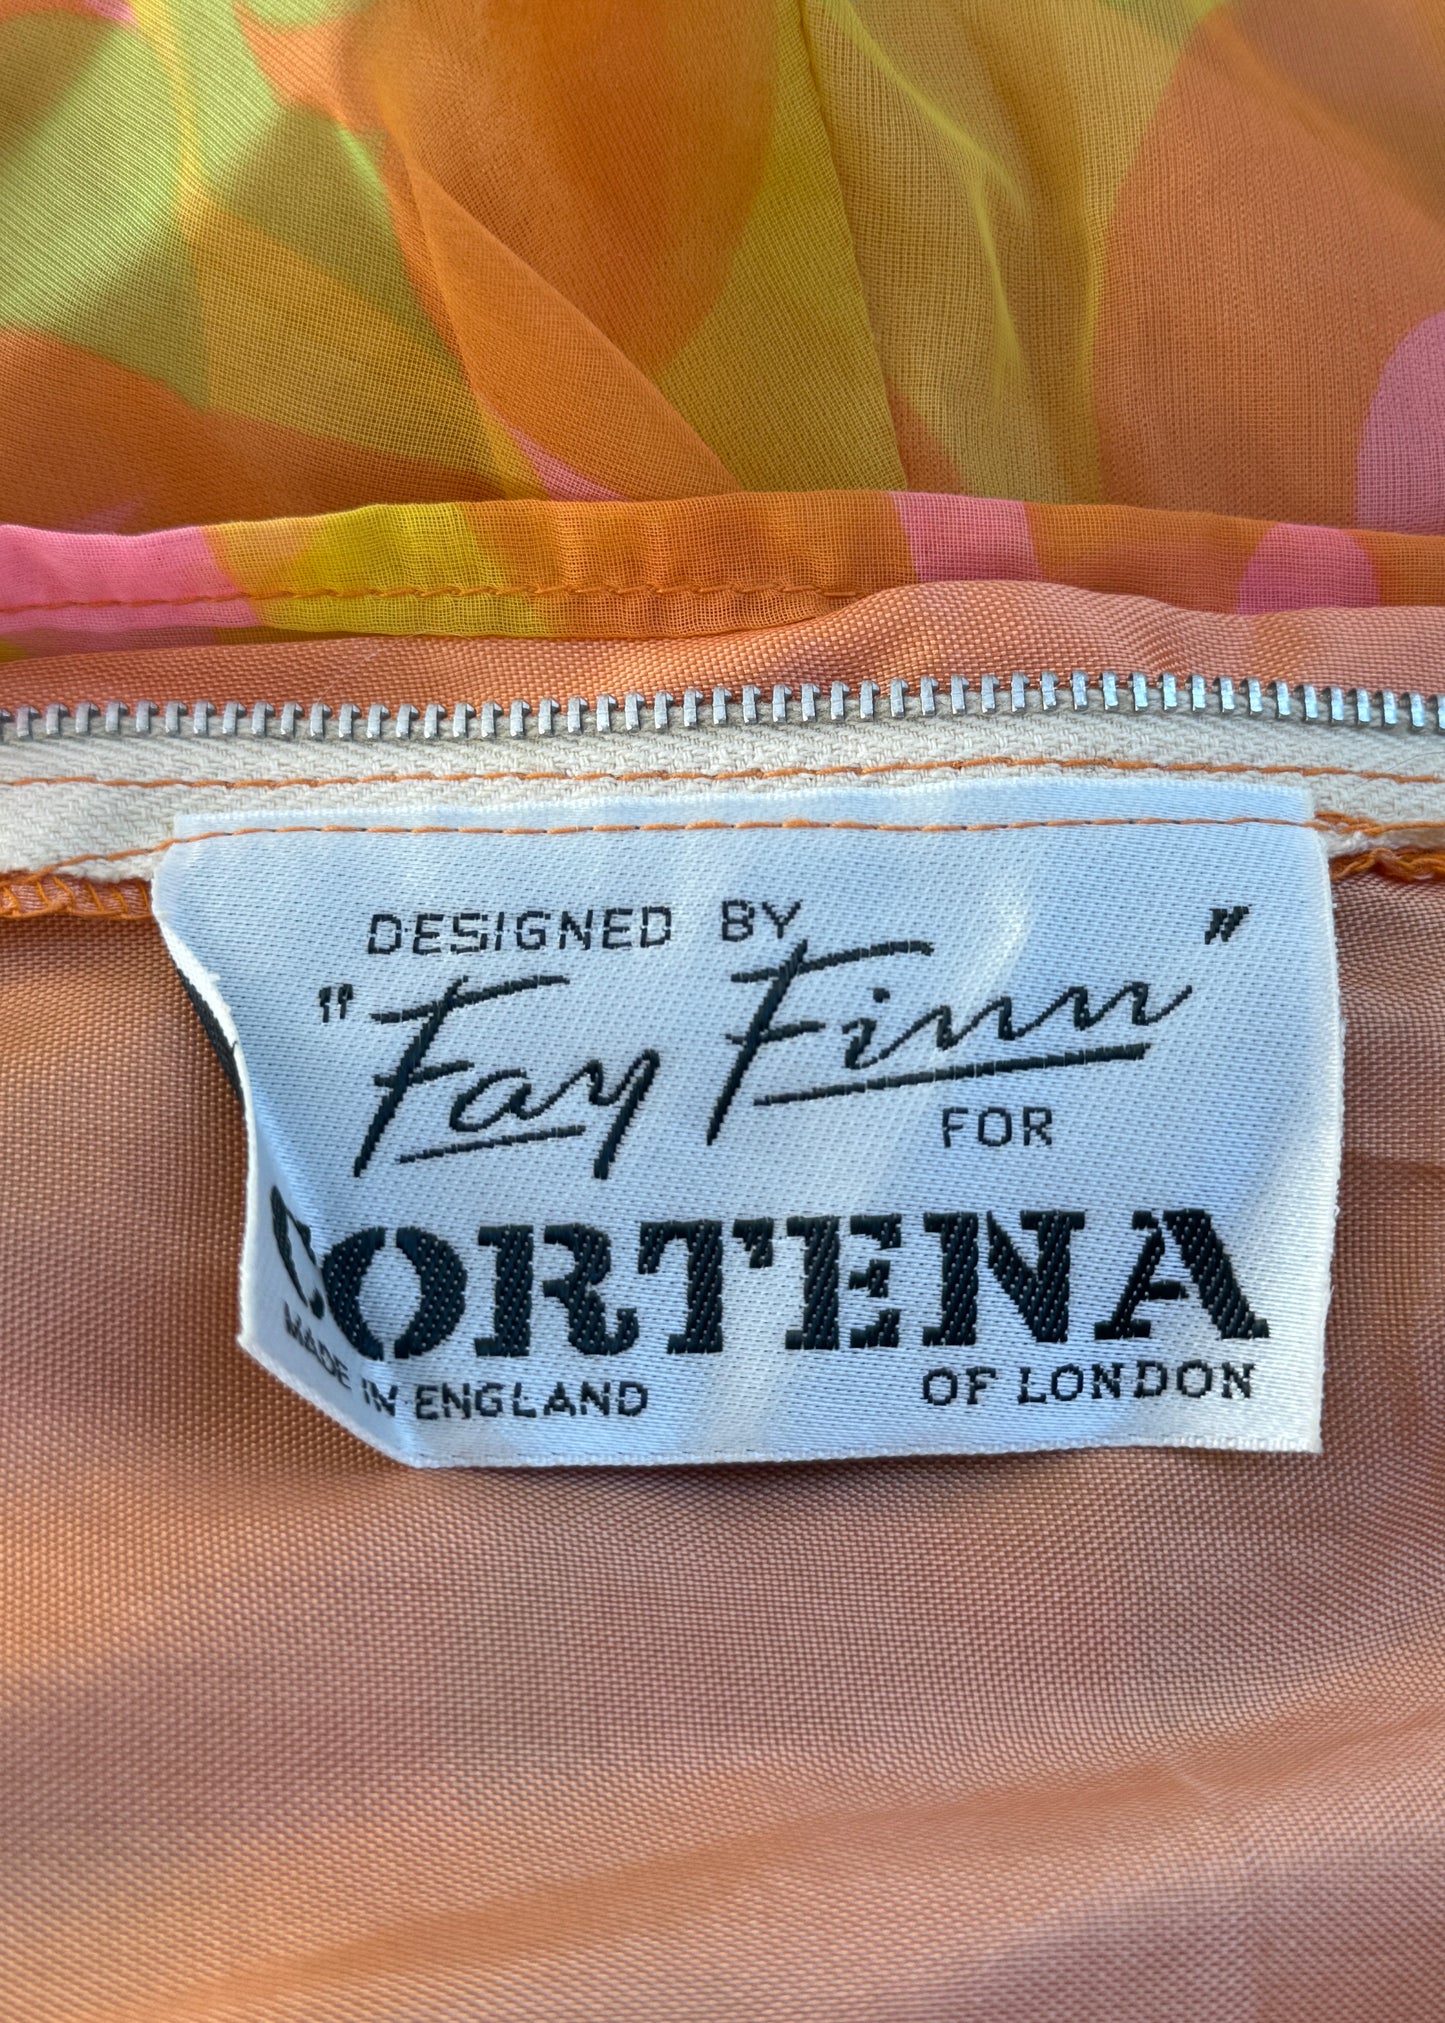 DESIGNED BY
"Fay Finn"
FOR
CORTENA
MADE IN ENGLAND OF LONDON